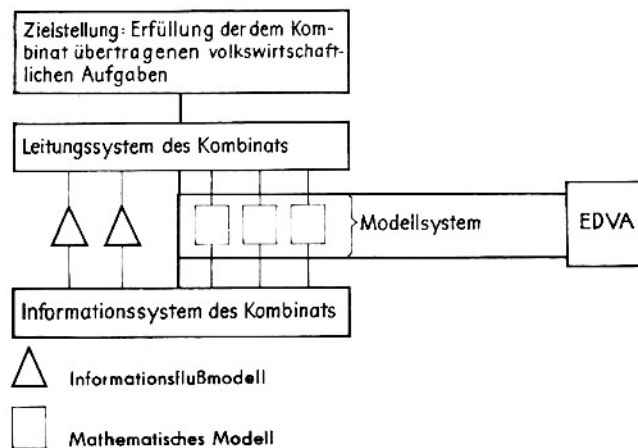 Zielstellung: Erfüllung der dem Kom-
binat übertragenen volkswirtschaft-
lichen Aufgaben
Leitungssystem des Kombinats
Modellsystem
EDVA
Informationssystem des Kombinats
Informationsflußmodell
Mathematisches Modell